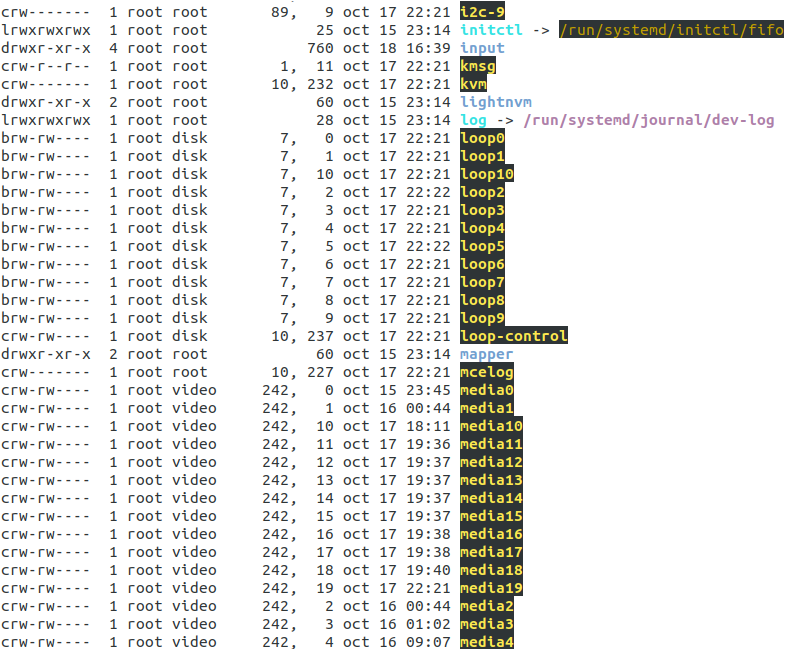 crw-------  1 root root       89,   9 oct 17 22:21 i2c-9
lrwxrwxrwx  1 root root            25 oct 15 23:14 initctl -> /run/systemd/initctl/fifo
drwxr-xr-x  4 root root           760 oct 18 16:39 input
crw-r--r--  1 root root        1,  11 oct 17 22:21 kmsg
crw-------  1 root root       10, 232 oct 17 22:21 kvm
drwxr-xr-x  2 root root            60 oct 15 23:14 lightnvm
lrwxrwxrwx  1 root root            28 oct 15 23:14 log -> /run/systemd/journal/dev-log
brw-rw----  1 root disk        7,   0 oct 17 22:21 loop0
brw-rw----  1 root disk        7,   1 oct 17 22:21 loop1
brw-rw----  1 root disk        7,  10 oct 17 22:21 loop10
brw-rw----  1 root disk        7,   2 oct 17 22:22 loop2
brw-rw----  1 root disk        7,   3 oct 17 22:21 loop3
brw-rw----  1 root disk        7,   4 oct 17 22:21 loop4
brw-rw----  1 root disk        7,   5 oct 17 22:22 loop5
brw-rw----  1 root disk        7,   6 oct 17 22:21 loop6
brw-rw----  1 root disk        7,   7 oct 17 22:21 loop7
brw-rw----  1 root disk        7,   8 oct 17 22:21 loop8
brw-rw----  1 root disk        7,   9 oct 17 22:21 loop9
crw-rw----  1 root disk       10, 237 oct 17 22:21 loop-control
drwxr-xr-x  2 root root            60 oct 15 23:14 mapper
crw-------  1 root root       10, 227 oct 17 22:21 mcelog
crw-rw----  1 root video     242,   0 oct 15 23:45 media0
crw-rw----  1 root video     242,   1 oct 16 00:44 media1
crw-rw----  1 root video     242,  10 oct 17 18:11 media10
crw-rw----  1 root video     242,  11 oct 17 19:36 media11
crw-rw----  1 root video     242,  12 oct 17 19:37 media12
crw-rw----  1 root video     242,  13 oct 17 19:37 media13
crw-rw----  1 root video     242,  14 oct 17 19:37 media14
crw-rw----  1 root video     242,  15 oct 17 19:37 media15
crw-rw----  1 root video     242,  16 oct 17 19:38 media16
crw-rw----  1 root video     242,  17 oct 17 19:38 media17
crw-rw----  1 root video     242,  18 oct 17 19:40 media18
crw-rw----  1 root video     242,  19 oct 17 22:21 media19
crw-rw----  1 root video     242,   2 oct 16 00:44 media2
crw-rw----  1 root video     242,   3 oct 16 01:02 media3
crw-rw----  1 root video     242,   4 oct 16 09:07 media4